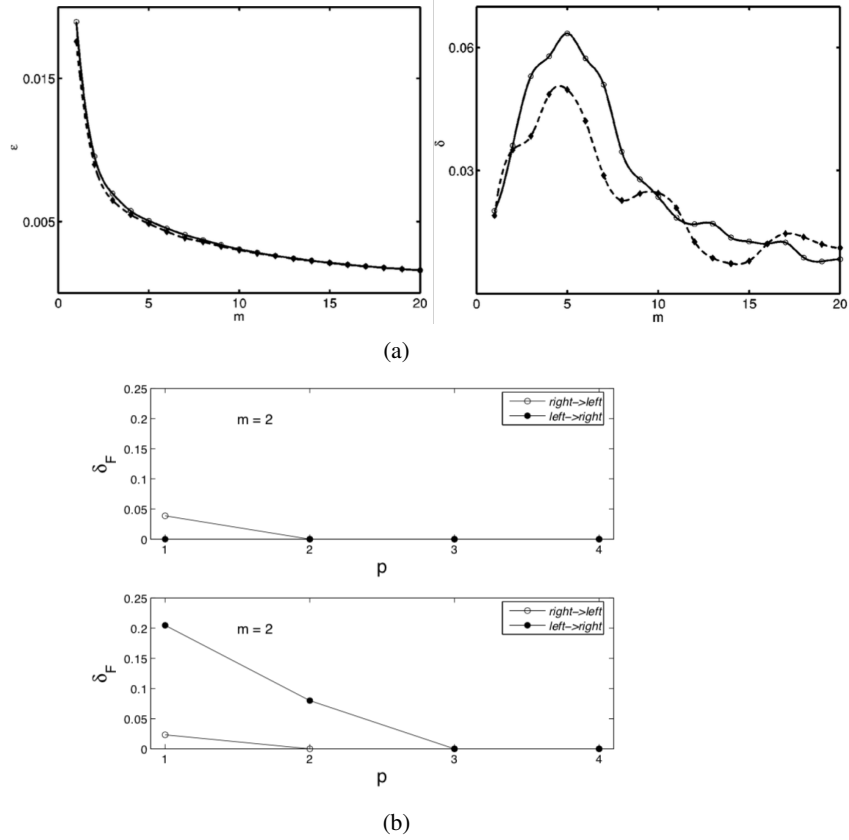 0.015
ε
0.005
0 5 10 15 20
m
0.06
δ
0.03
0
0 5 10 15 20
m
(a)
0.25
0.2
0.15
0.1
0.05
0
δF
m = 2
right->left
left->right
1 2 3 4
p
0.25
0.2
0.15
0.1
0.05
0
δF
m = 2
right->left
left->right
1 2 3 4
p
(b)